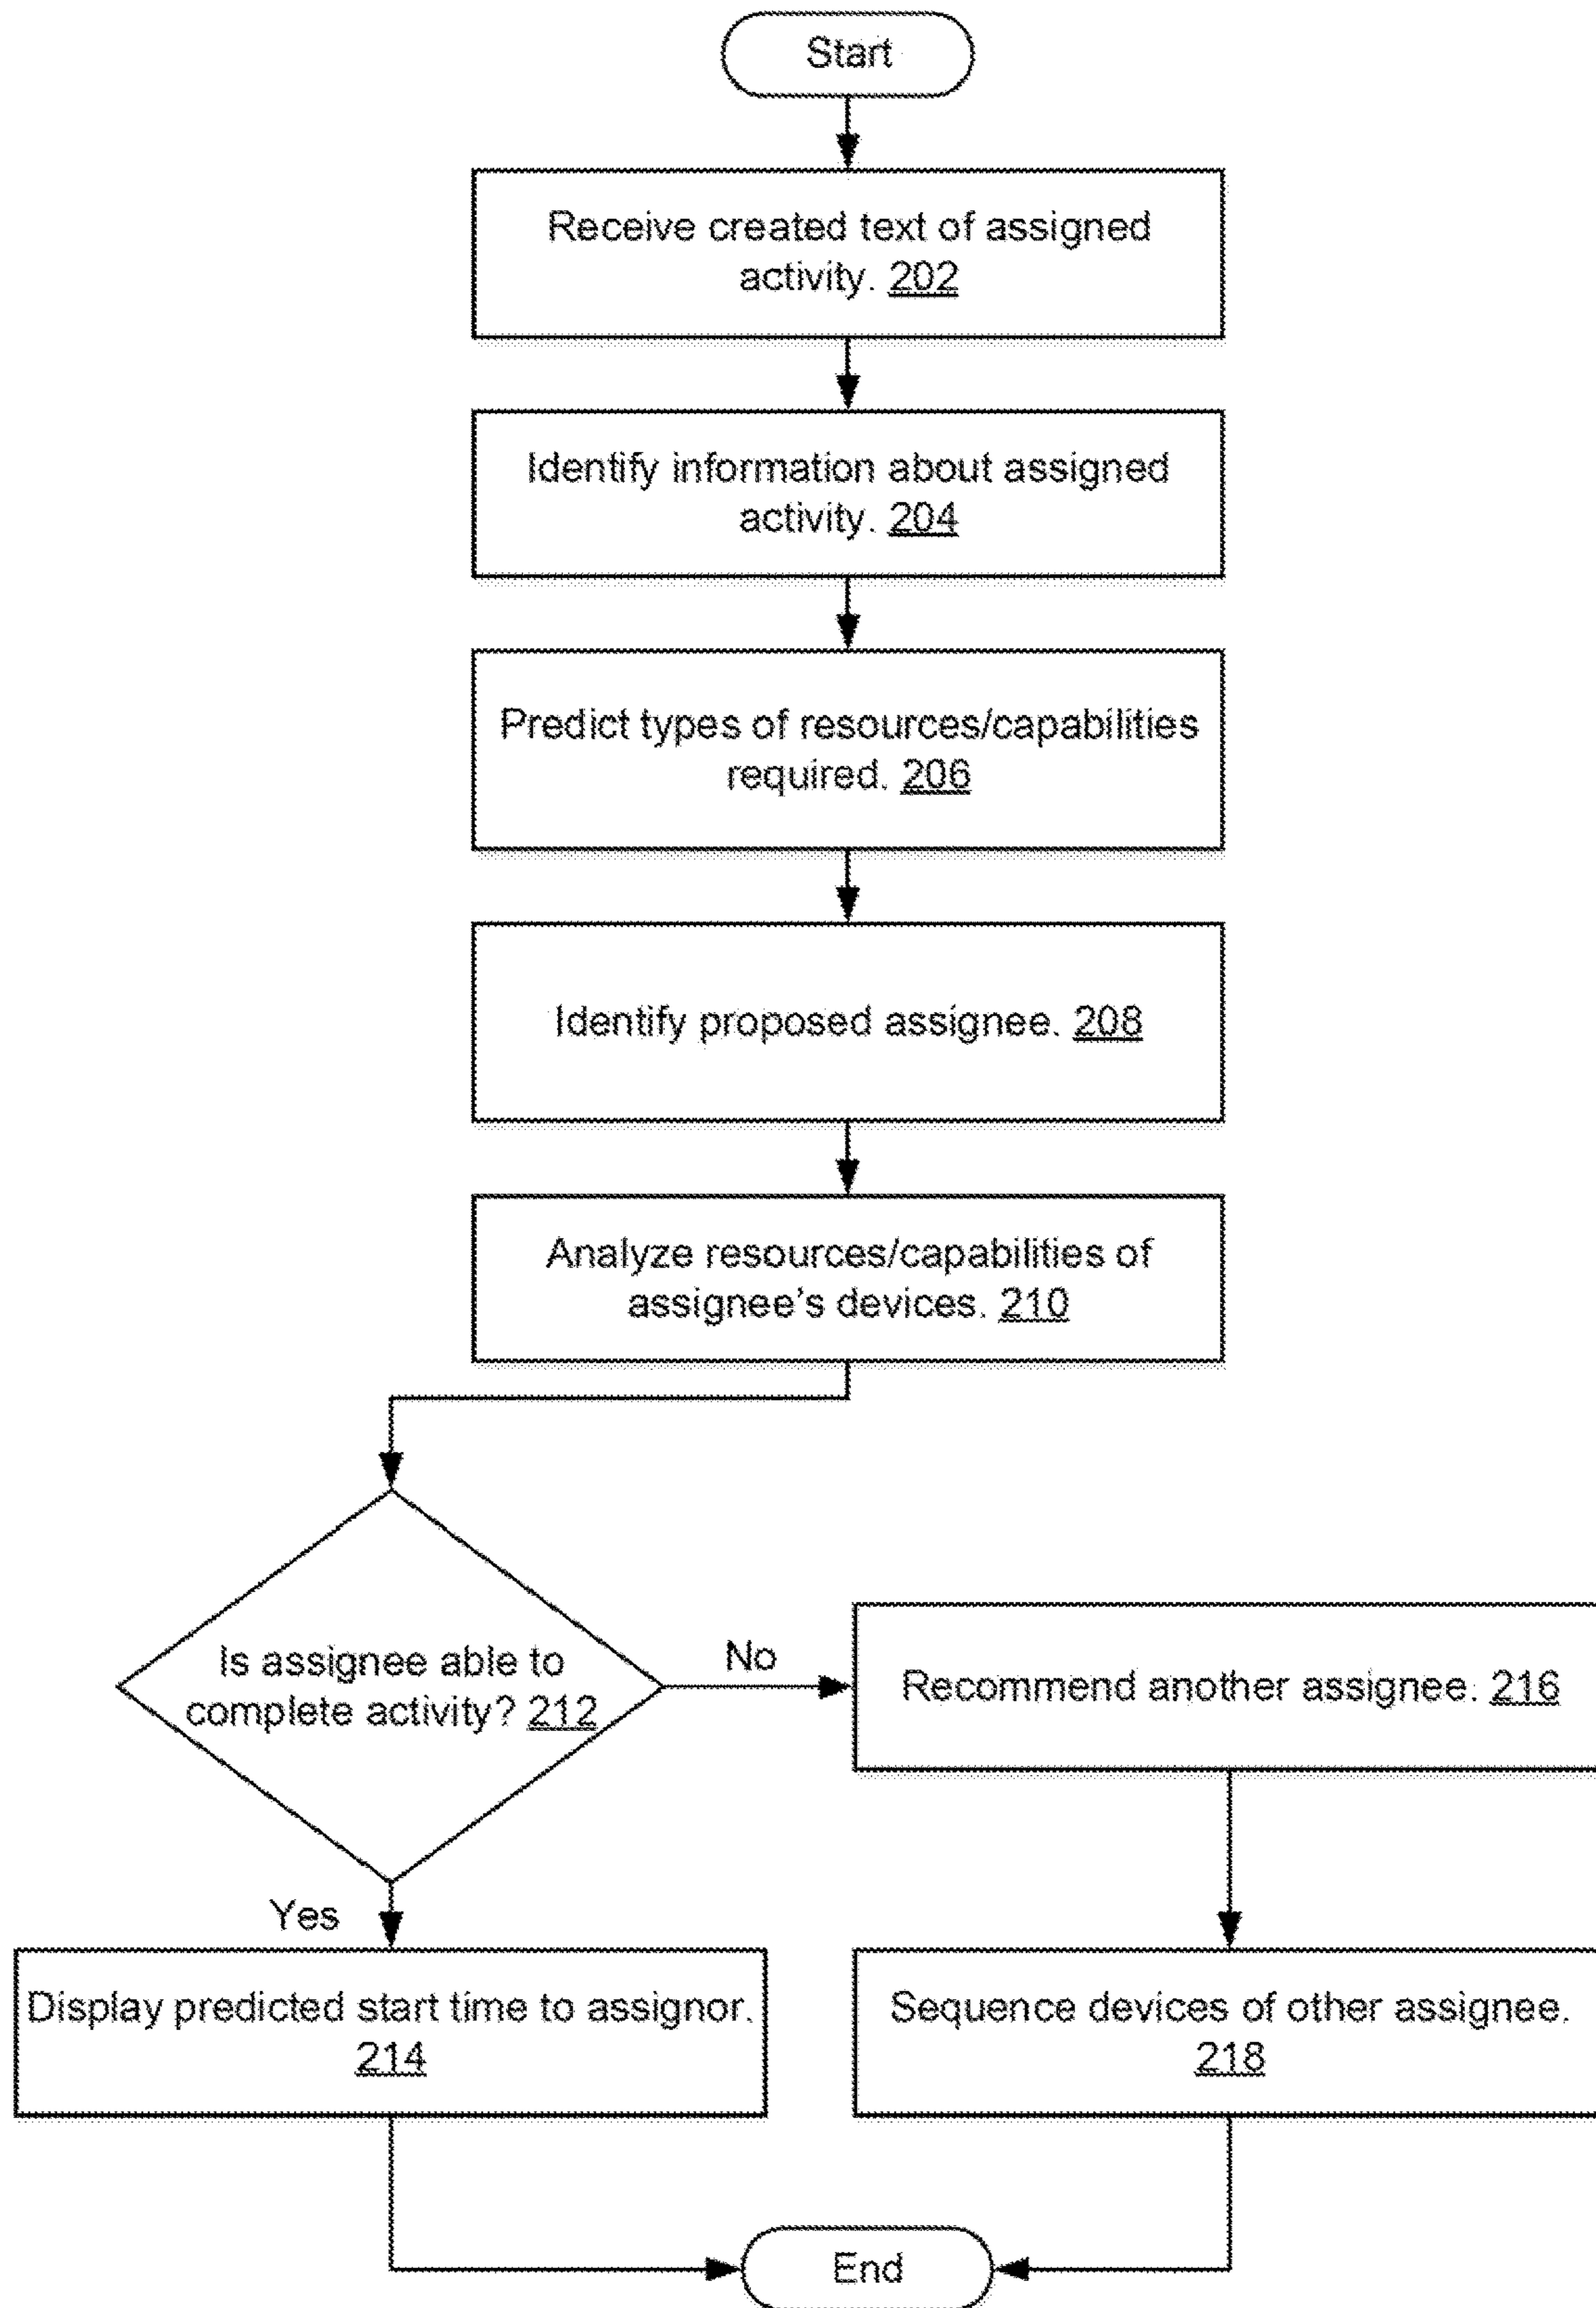 Start
Receive created text of assigned
activity. 202
Identify information about assigned
activity. 204
Predict types of resources/capabilities
required. 206
Identify proposed assignee. 208
Analyze resources/capabilities of
assignee's devices. 210
Is assignee able to
complete activity? 212
No
Recommend another assignee. 216
Yes
Display predicted start time to assignor.
214
Sequence devices of other assignee.
218
End